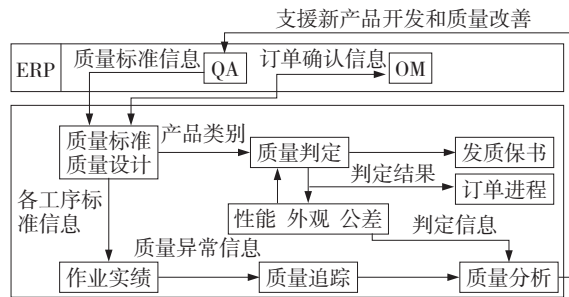 支援新产品开发和质量改善
ERP
质量标准信息
QA
订单确认信息
OM
质量标准
质量设计
产品类别
质量判定
发质保书
判定结果
订单进程
各工序标
准信息
性能 外观 公差
判定信息
质量异常信息
作业实绩
质量追踪
质量分析